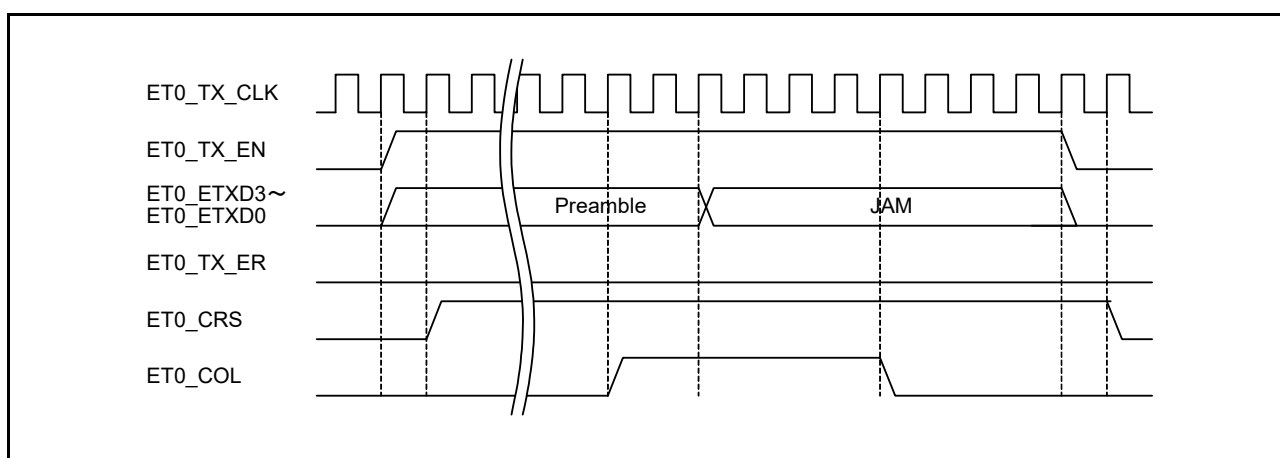 ET0_TX_CLK
ET0_TX_EN
ET0_ETXD3～
ET0_ETXD0
Preamble
JAM
ET0_TX_ER
ET0_CRS
ET0_COL